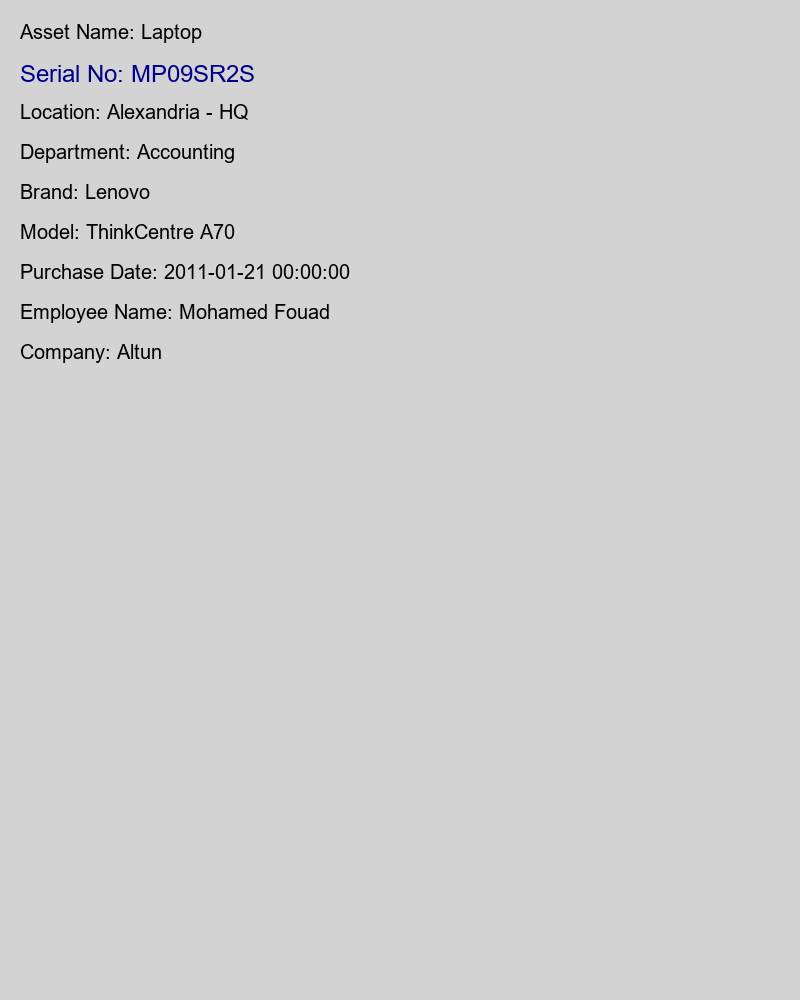 Asset Name: Laptop
Serial No: MP09SR2S
Location: Alexandria - HQ
Department: Accounting
Brand: Lenovo
Model: ThinkCentre A70
Purchase Date: 2011-01-21 00:00:00
Employee Name: Mohamed Fouad
Company: Altun